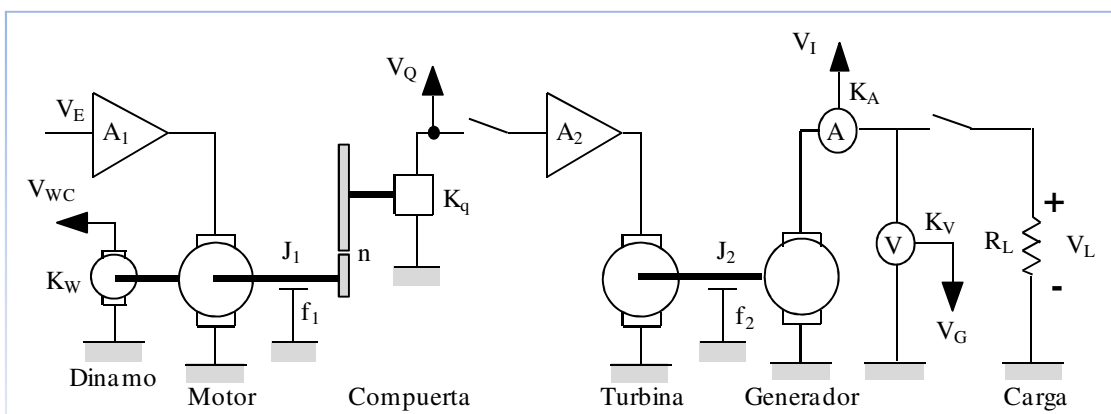 V_I
V_Q
K_A
V_E
A_1
A_2
A
V_WC
K_q
K_V
+
J_1
n
J_2
V
R_L
V_L
K_W
f_1
f_2
-
V_G
Dinamo
Motor
Compuerta
Turbina
Generador
Carga